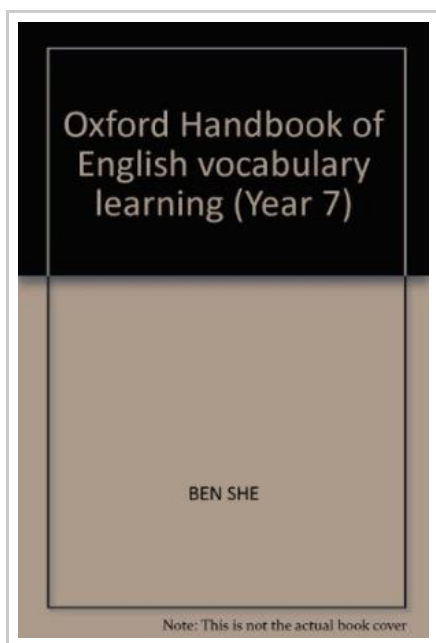 Oxford Handbook of
English vocabulary
learning (Year 7)
BEN SHE
Note: This is not the actual book cover